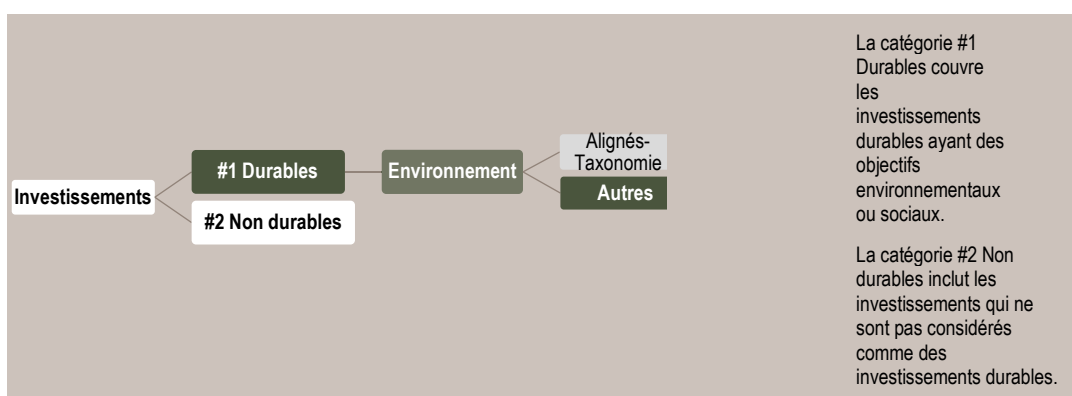 Investissements
#1 Durables
#2 Non durables
Environnement
Alignés-
Taxonomie
Autres
La catégorie #1
Durables couvre
les
investissements
durables ayant des
objectifs
environnementaux
ou sociaux.
La catégorie #2 Non
durables inclut les
investissements qui ne
sont pas considérés
comme des
investissements durables.